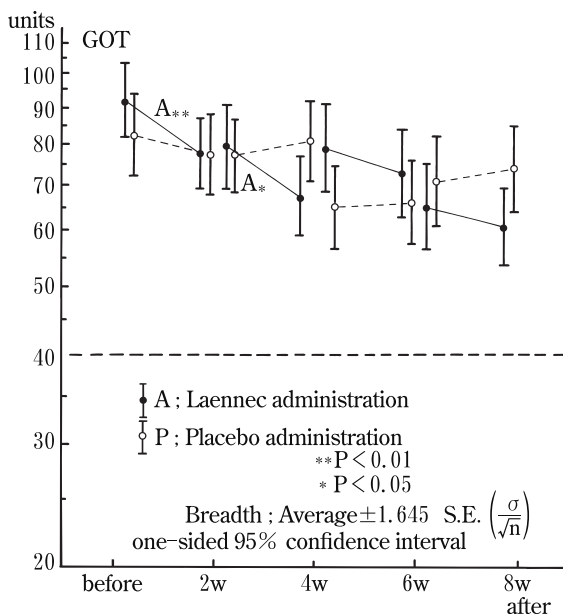 units
GOT
110
100
90
80
70
60
50
40
30
20
A**
A*
A ; Laennec administration
P ; Placebo administration
**P<0.01
* P<0.05
Breadth ; Average±1.645 S.E. (σ/√n)
one-sided 95% confidence interval
before 2w 4w 6w 8w
after